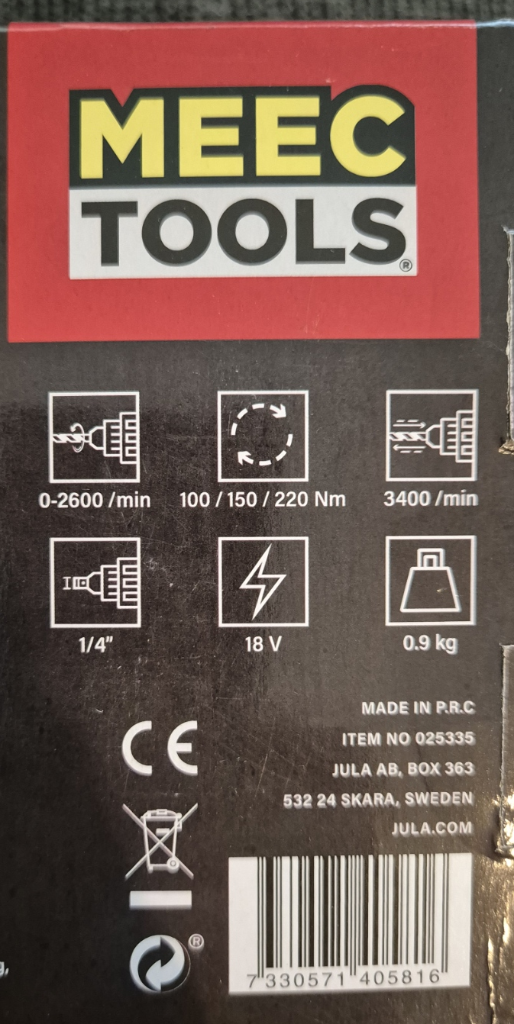 MEEC
TOOLS®
0-2600 /min
100 / 150 / 220 Nm
3400 /min
1/4"
18 V
0.9 kg
MADE IN P.R.C
ITEM NO 025335
JULA AB, BOX 363
532 24 SKARA, SWEDEN
JULA.COM
CE
®
7 330571 405816